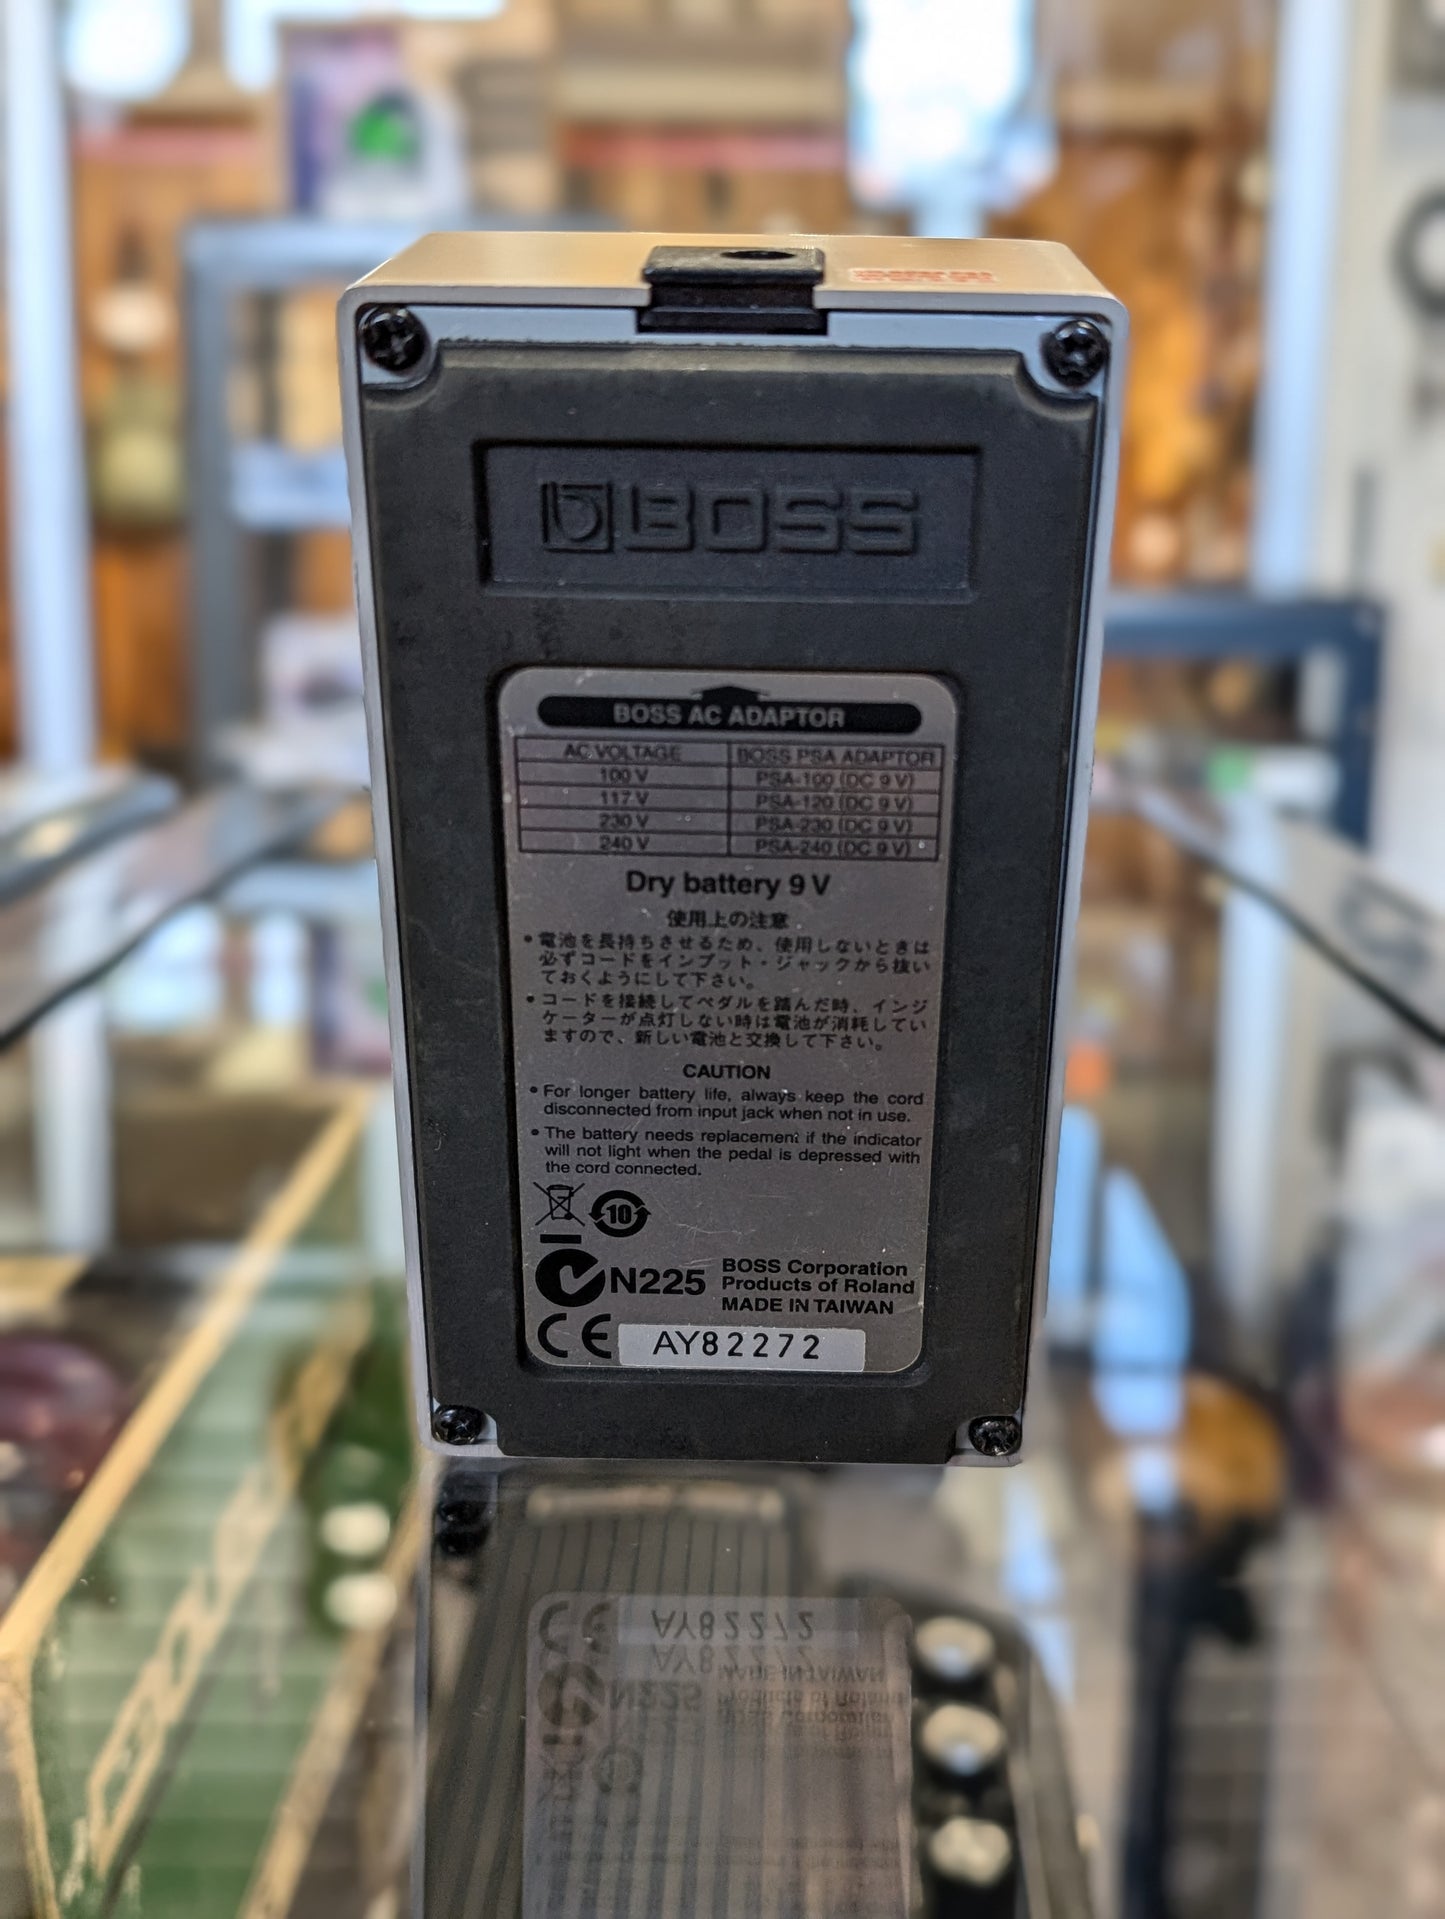 BOSS
BOSS AC ADAPTOR
AC VOLTAGE BOSS PSA ADAPTOR
100 V PSA-100 (DC 9 V)
117 V PSA-120 (DC 9 V)
230 V PSA-230 (DC 9 V)
240 V PSA-240 (DC 9 V)
Dry battery 9 V
使用上の注意
• 電池を長持ちさせるため、使用しないときは
必ずコードをインプット・ジャックから抜い
ておくようにして下さい。
• コードを接続してペダルを踏んだ時、インジ
ケーターが点灯しない時は電池が消耗してい
ますので、新しい電池と交換して下さい。
CAUTION
• For longer battery life, always keep the cord
disconnected from input jack when not in use.
• The battery needs replacement if the indicator
will not light when the pedal is depressed with
the cord connected.
10
N225
BOSS Corporation
Products of Roland
MADE IN TAIWAN
CE AY82272